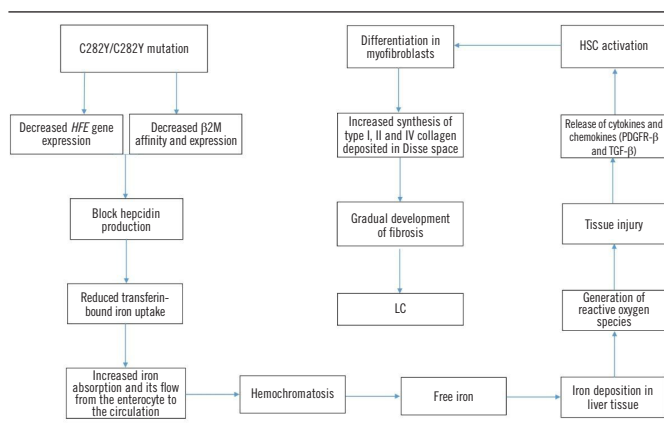 C282Y/C282Y mutation
Decreased HFE gene
expression
Decreased β2M
affinity and expression
Block hepcidin
production
Reduced transferin-
bound iron uptake
Increased iron
absorption and its flow
from the enterocyte to
the circulation
Hemochromatosis
Free iron
Iron deposition in
liver tissue
Generation of
reactive oxygen
species
Tissue injury
Release of cytokines and
chemokines (PDGFR-β
and TGF-β)
HSC activation
Differentiation in
myofibroblasts
Increased synthesis of
type I, II and IV collagen
deposited in Disse space
Gradual development
of fibrosis
LC